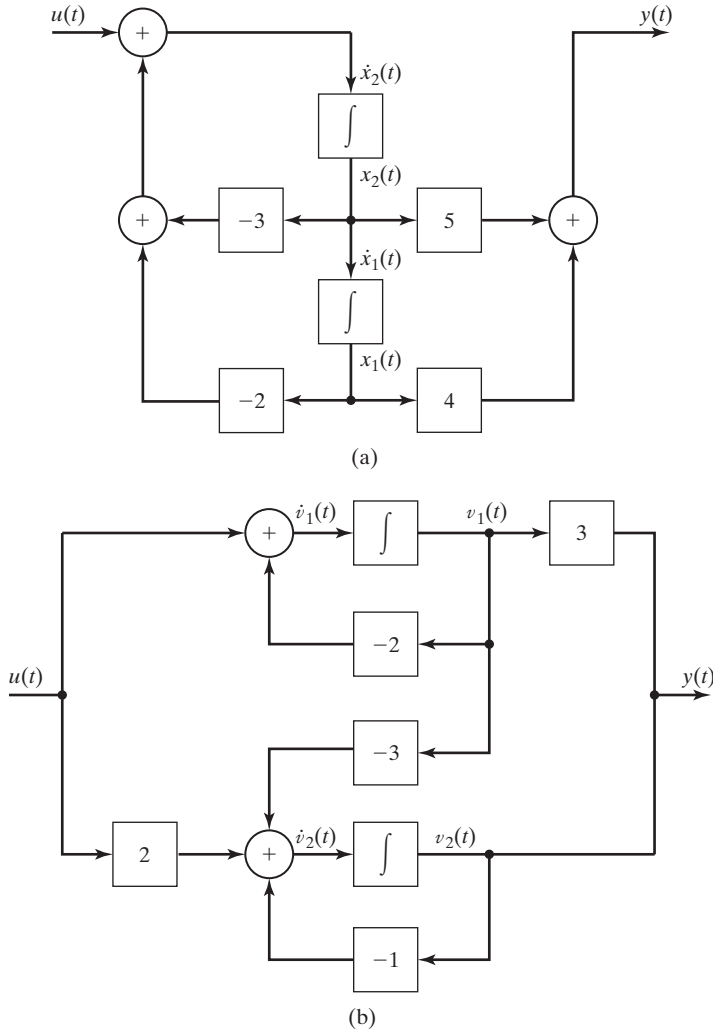 u(t)
+
y(t)
ẋ₂(t)
∫
x₂(t)
+
−3
5
+
ẋ₁(t)
∫
x₁(t)
−2
4
(a)
+
v̇₁(t)
∫
v₁(t)
3
−2
u(t)
y(t)
−3
2
+
v̇₂(t)
∫
v₂(t)
−1
(b)